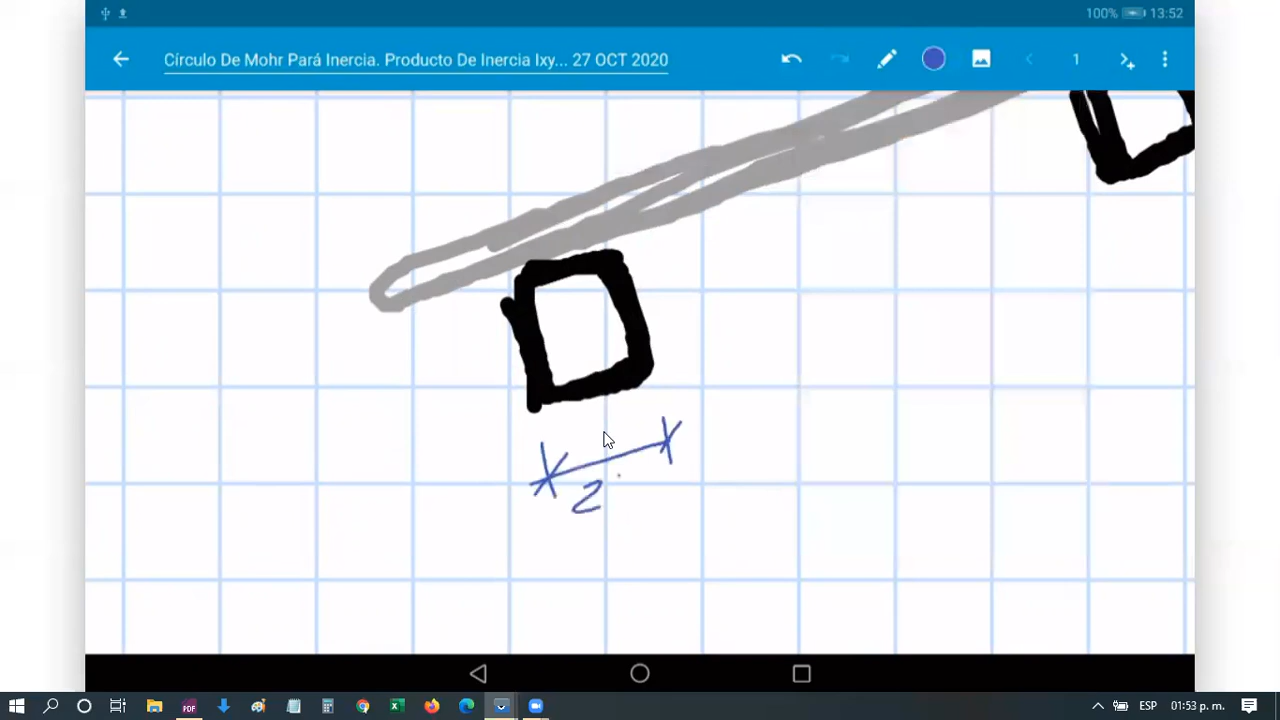 100% 13:52
Círculo De Mohr Pará Inercia. Producto De Inercia Ixy... 27 OCT 2020
1
2
PDF
ESP 01:53 p. m.